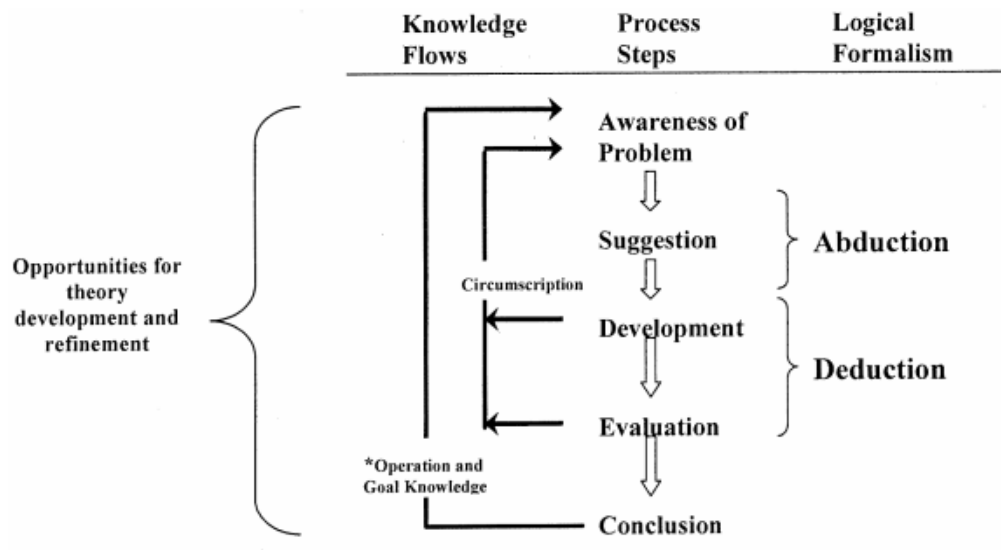 Knowledge
Flows
Process
Steps
Logical
Formalism
Awareness of
Problem
Suggestion
Abduction
Opportunities for
theory
development and
refinement
Circumscription
Development
Deduction
Evaluation
*Operation and
Goal Knowledge
Conclusion